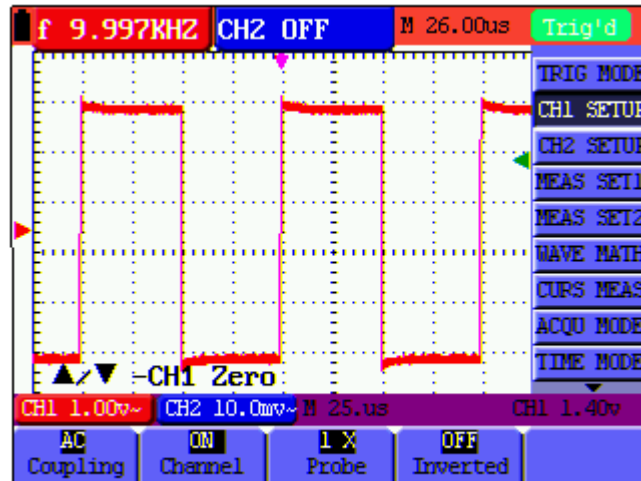 f 9.997KHZ CH2 OFF M 26.00us Trig'd
TRIG MODE
CH1 SETUP
CH2 SETUP
MEAS SET1
MEAS SET2
WAVE MATH
CURS MEAS
ACQU MODE
TIME MODE
▲/▼ -CH1 Zero
CH1 1.00v~ CH2 10.0mv~ M 25.us CH1 1.40v
AC ON 1 X OFF
Coupling Channel Probe Inverted